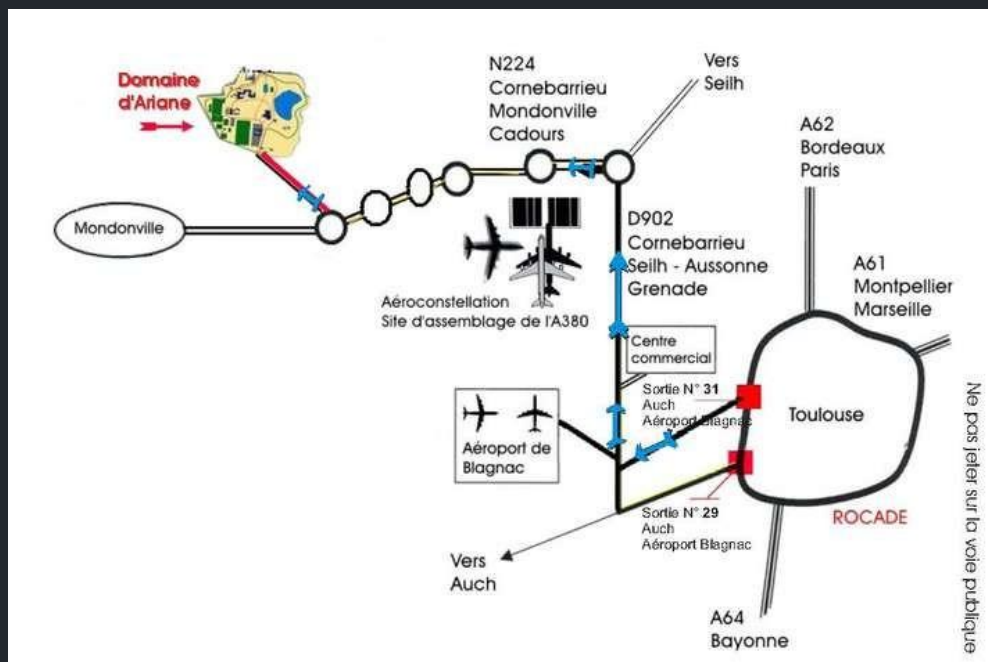 Domaine
d'Ariane
N224
Cornebarrieu
Mondonville
Cadours
Vers
Seilh
A62
Bordeaux
Paris
Mondonville
D902
Cornebarrieu
Seilh - Aussonne
Grenade
A61
Montpellier
Marseille
Aéroconstellation
Site d'assemblage de l'A380
Centre
commercial
Sortie N° 31
Auch
Aéroport Blagnac
Toulouse
Aéroport de
Blagnac
Sortie N° 29
Auch
Aéroport Blagnac
ROCADE
Vers
Auch
A64
Bayonne
Ne pas jeter sur la voie publique